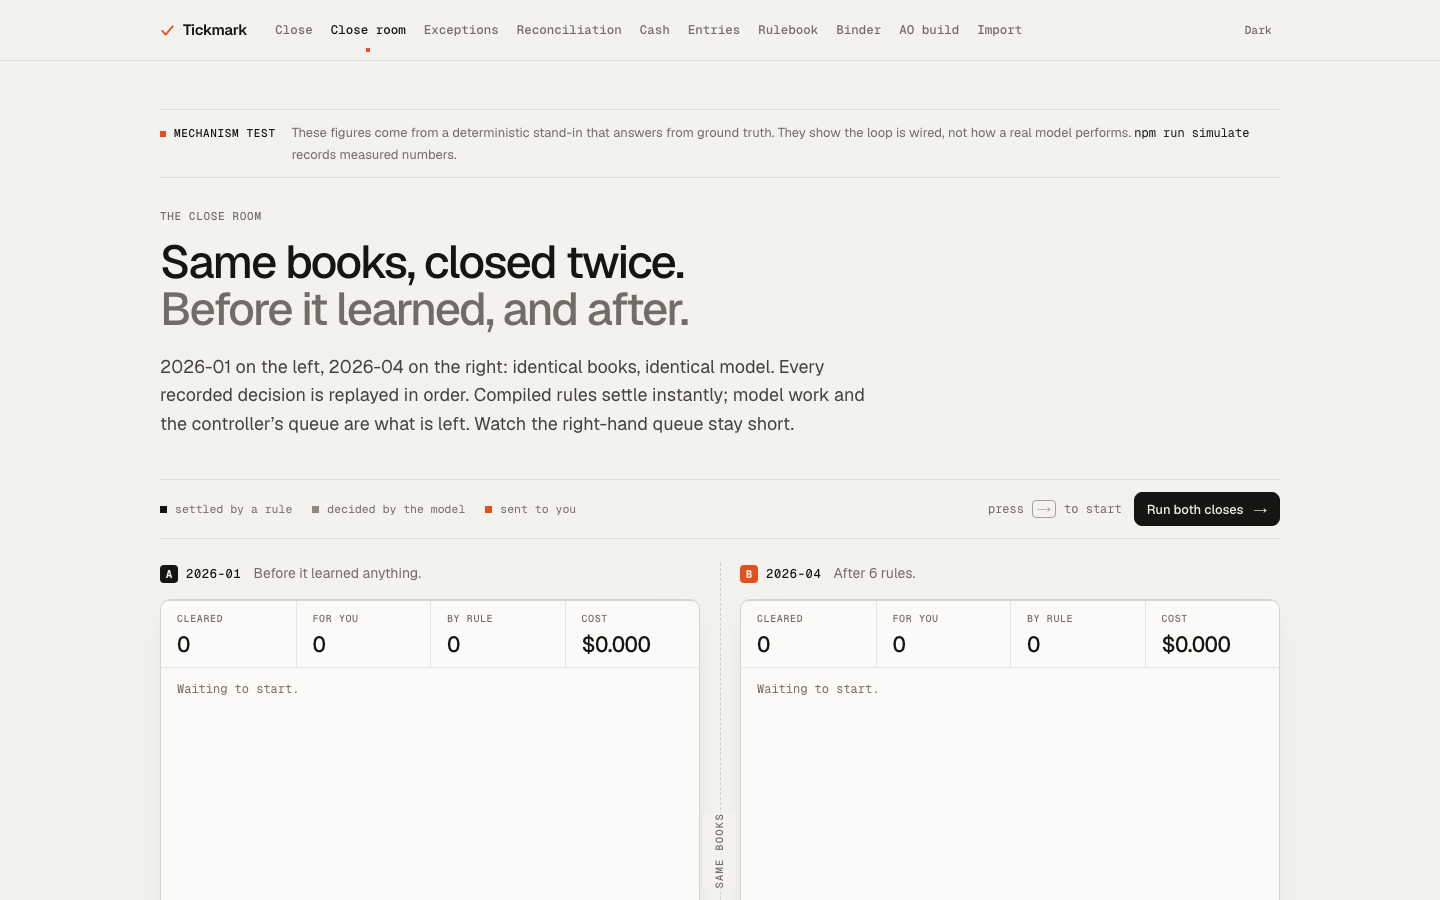 Tickmark Close Close room Exceptions Reconciliation Cash Entries Rulebook Binder AO build Import Dark
MECHANISM TEST These figures come from a deterministic stand-in that answers from ground truth. They show the loop is wired, not how a real model performs. npm run simulate
records measured numbers.
THE CLOSE ROOM
Same books, closed twice.
Before it learned, and after.
2026-01 on the left, 2026-04 on the right: identical books, identical model. Every
recorded decision is replayed in order. Compiled rules settle instantly; model work and
the controller’s queue are what is left. Watch the right-hand queue stay short.
settled by a rule decided by the model sent to you press → to start Run both closes →
A 2026-01 Before it learned anything.
CLEARED FOR YOU BY RULE COST
0 0 0 $0.000
Waiting to start.
SAME BOOKS
B 2026-04 After 6 rules.
CLEARED FOR YOU BY RULE COST
0 0 0 $0.000
Waiting to start.